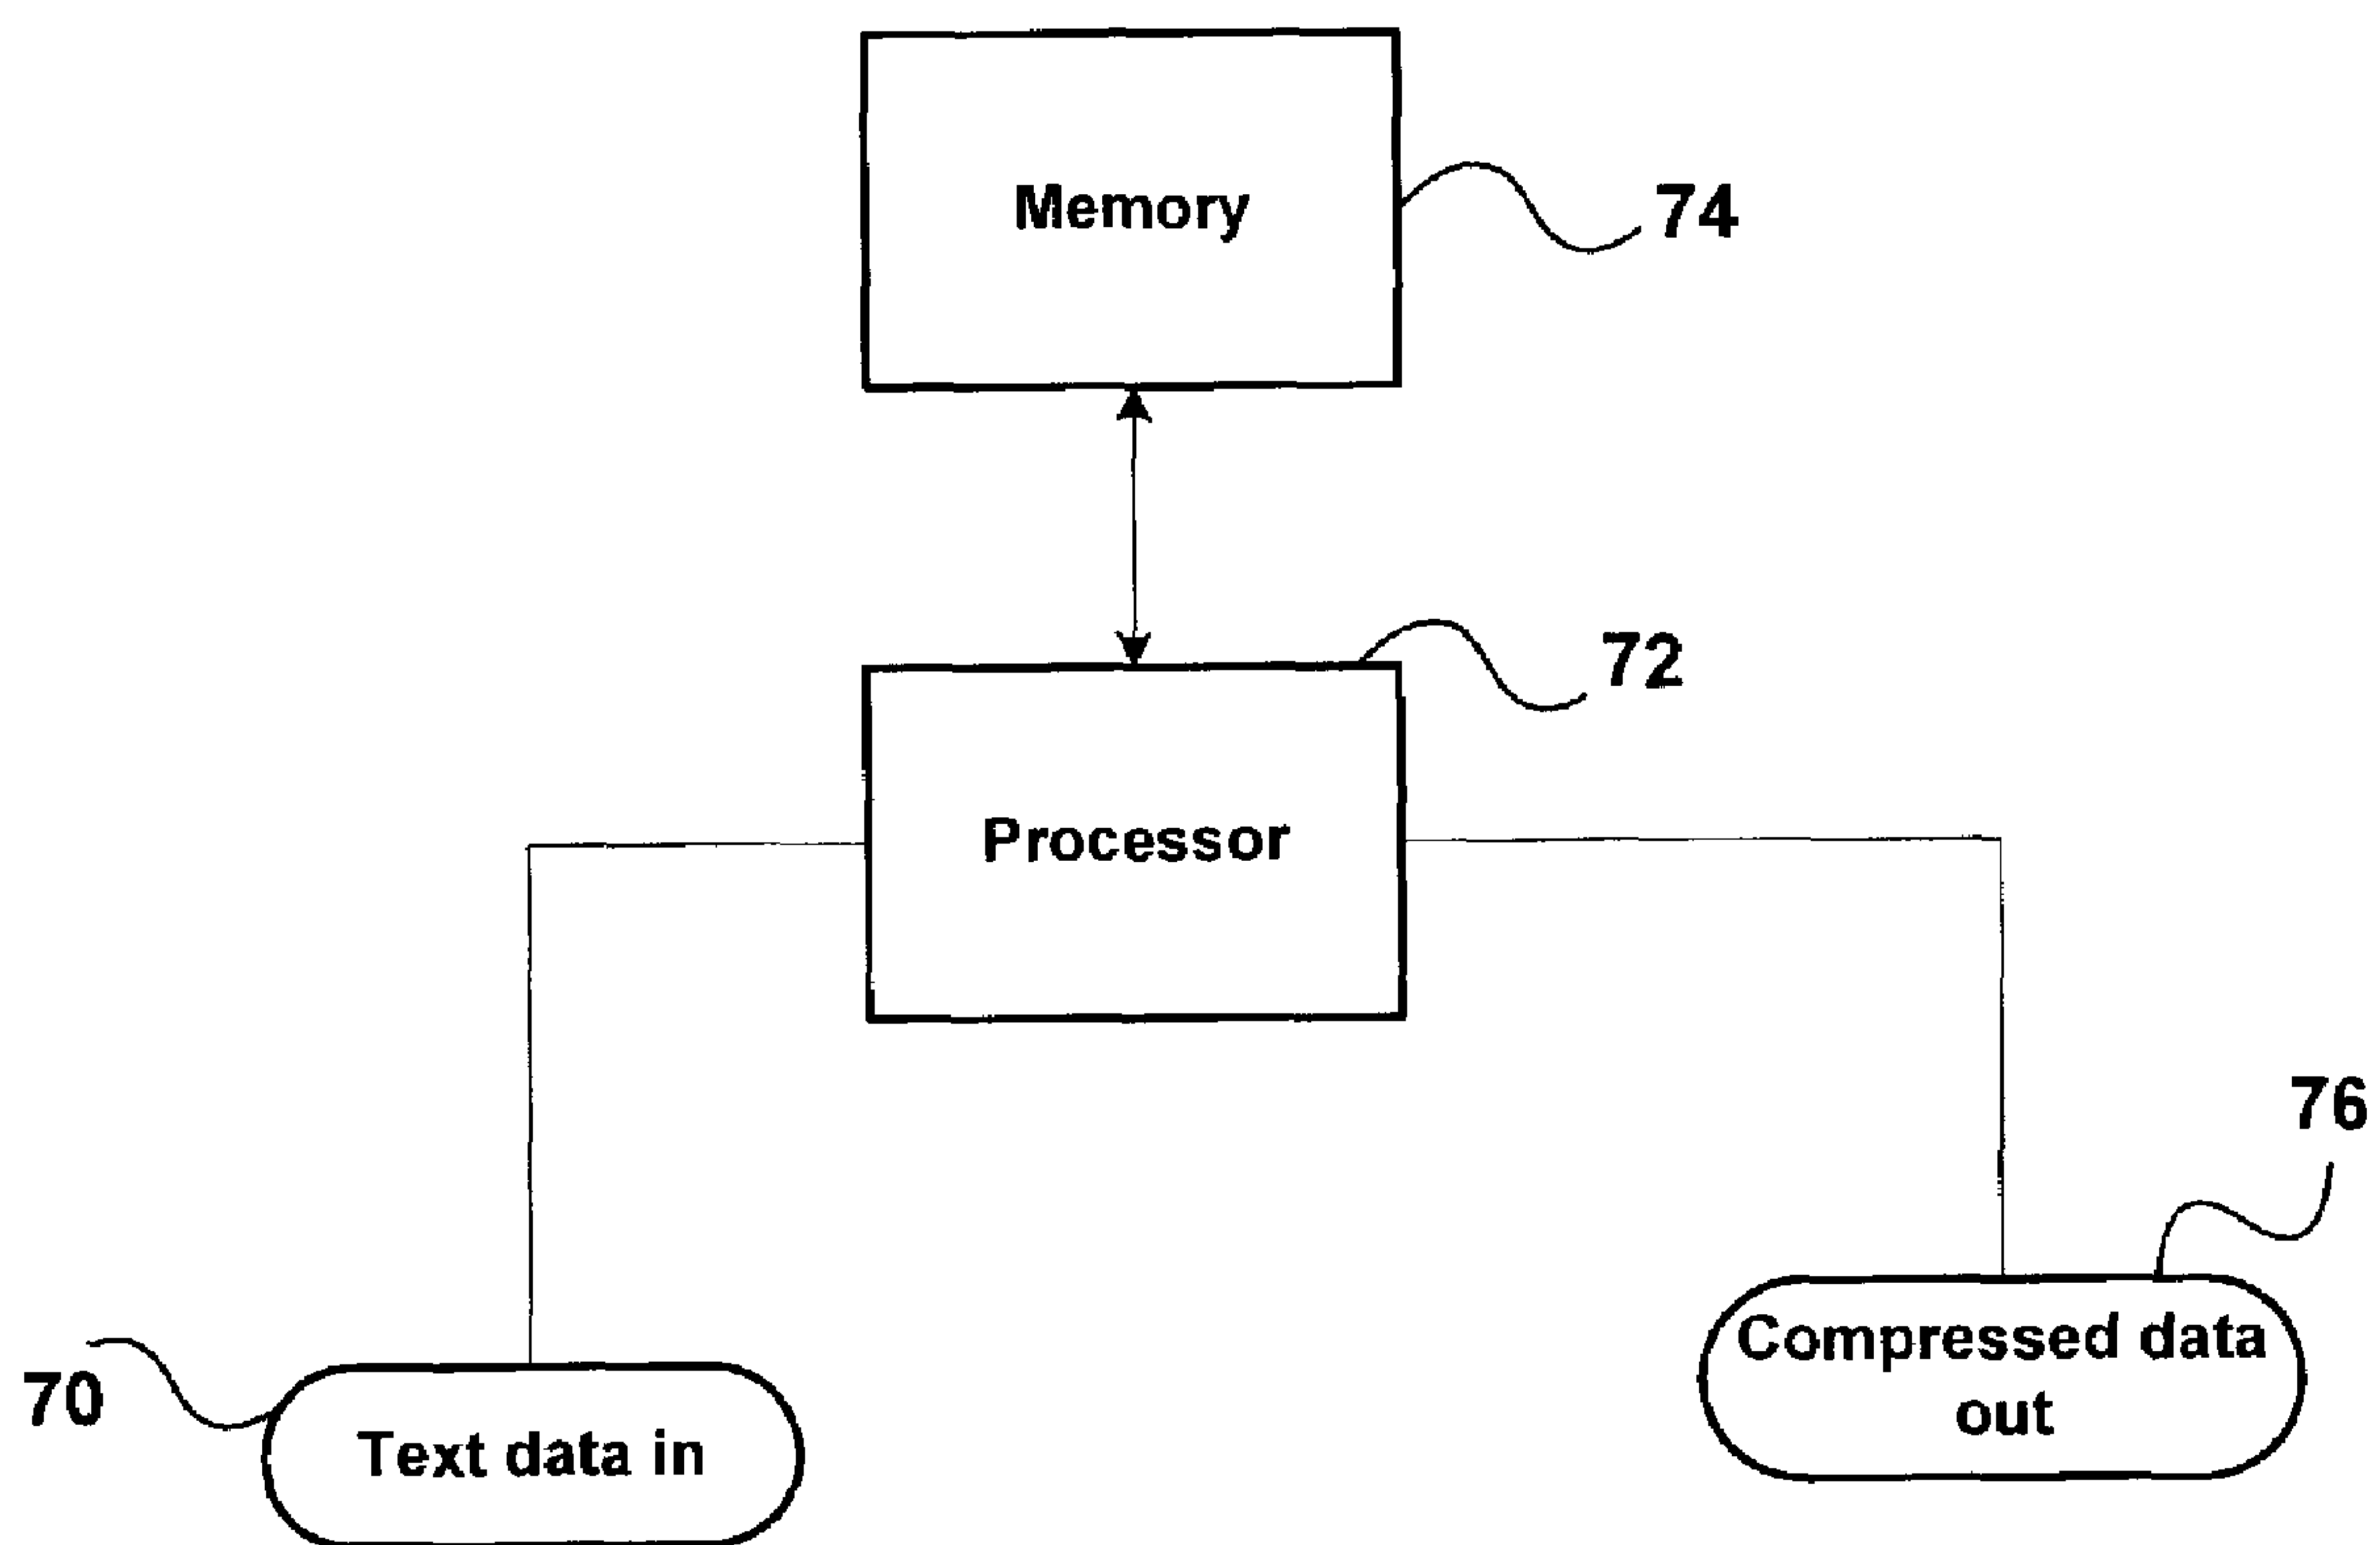 Memory
74
72
Processor
76
Compressed data
out
70
Text data in